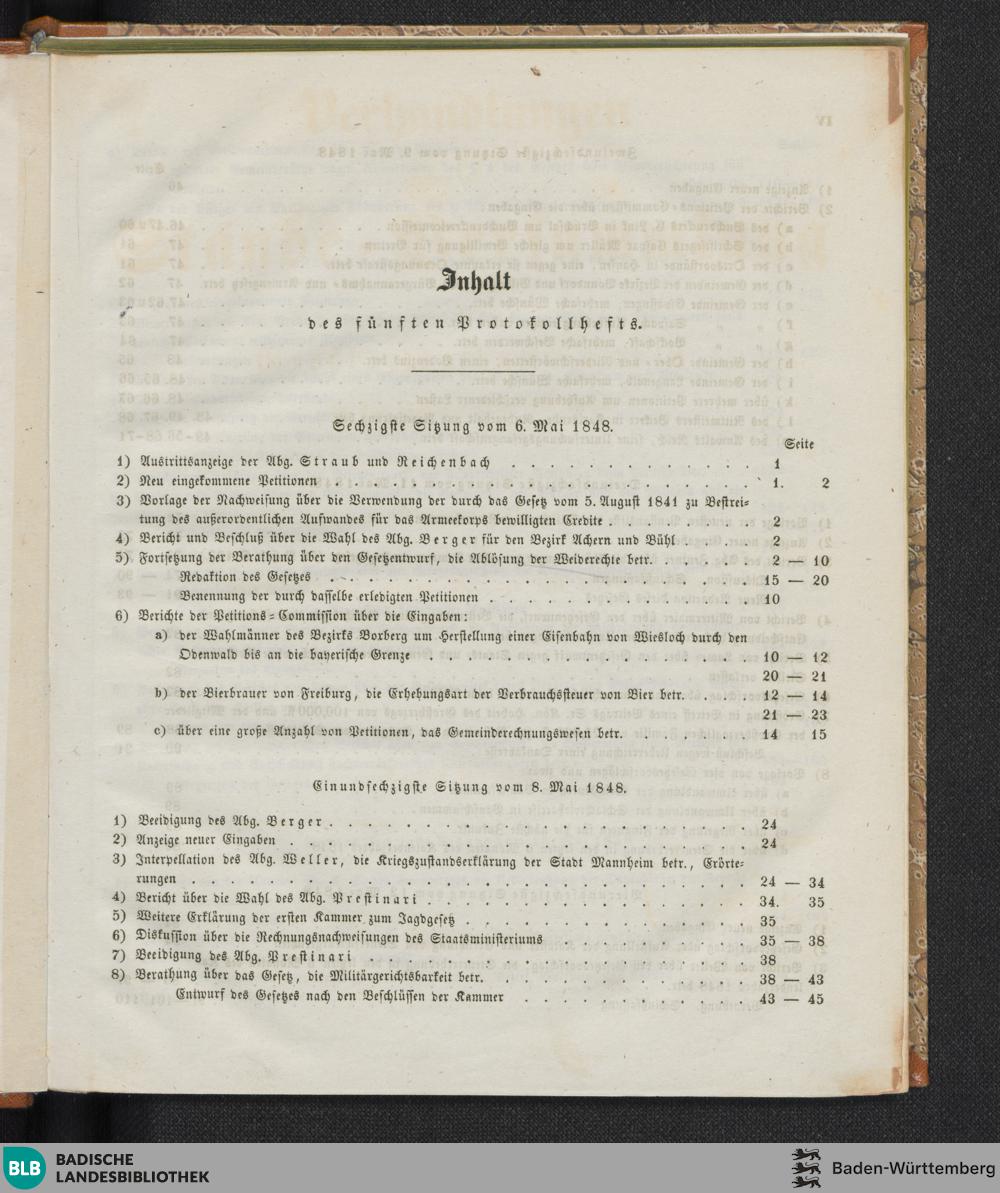 Inhalt
des fünften Protokollhefts.
Sechzigste Sitzung vom 6. Mai 1848.
Seite
1) Austrittsanzeige der Abg. Straub und Reichenbach . . . . . . . . . . . . . 1
2) Neu eingekommene Petitionen . . . . . . . . . . . . . . . . . . . . . . 1. 2
3) Vorlage der Nachweisung über die Verwendung der durch das Gesetz vom 5. August 1841 zu Bestrei=
tung des außerordentlichen Aufwandes für das Armeekorps bewilligten Credite . . . . . . . . 2
4) Bericht und Beschluß über die Wahl des Abg. Berger für den Bezirk Achern und Bühl . . . . 2
5) Fortsetzung der Berathung über den Gesetzentwurf, die Ablösung der Weiderechte betr. . . . . . 2 — 10
Redaktion des Gesetzes . . . . . . . . . . . . . . . . . . . . . . 15 — 20
Benennung der durch dasselbe erledigten Petitionen . . . . . . . . . . . . . . 10
6) Berichte der Petitions=Commission über die Eingaben:
a) der Wahlmänner des Bezirks Borberg um Herstellung einer Eisenbahn von Wiesloch durch den
Odenwald bis an die bayerische Grenze . . . . . . . . . . . . . . . . . 10 — 12
20 — 21
b) der Bierbrauer von Freiburg, die Erhebungsart der Verbrauchssteuer von Bier betr. . . . . 12 — 14
21 — 23
c) über eine große Anzahl von Petitionen, das Gemeinderechnungswesen betr. . . . . . . . 14 15
Einundsechzigste Sitzung vom 8. Mai 1848.
1) Beeidigung des Abg. Berger . . . . . . . . . . . . . . . . . . . . . . 24
2) Anzeige neuer Eingaben . . . . . . . . . . . . . . . . . . . . . . . . 24
3) Interpellation des Abg. Weller, die Kriegszustandserklärung der Stadt Mannheim betr., Erörte=
rungen . . . . . . . . . . . . . . . . . . . . . . . . . . . . . 24 — 34
4) Bericht über die Wahl des Abg. Prestinari . . . . . . . . . . . . . . . . . 34. 35
5) Weitere Erklärung der ersten Kammer zum Jagdgesetz . . . . . . . . . . . . . . . 35
6) Diskussion über die Rechnungsnachweisungen des Staatsministeriums . . . . . . . . . . . 35 — 38
7) Beeidigung des Abg. Prestinari . . . . . . . . . . . . . . . . . . . . 38
8) Berathung über das Gesetz, die Militärgerichtsbarkeit betr. . . . . . . . . . . . . . . 38 — 43
Entwurf des Gesetzes nach den Beschlüssen der Kammer . . . . . . . . . . . . 43 — 45
BLB
BADISCHE
LANDESBIBLIOTHEK
Baden-Württemberg